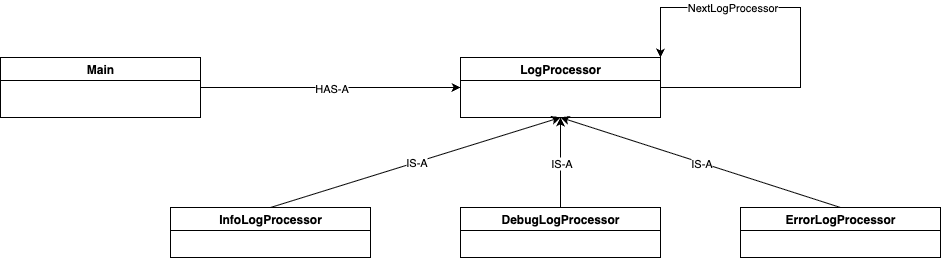 NextLogProcessor
Main
LogProcessor
HAS-A
IS-A
IS-A
IS-A
InfoLogProcessor
DebugLogProcessor
ErrorLogProcessor